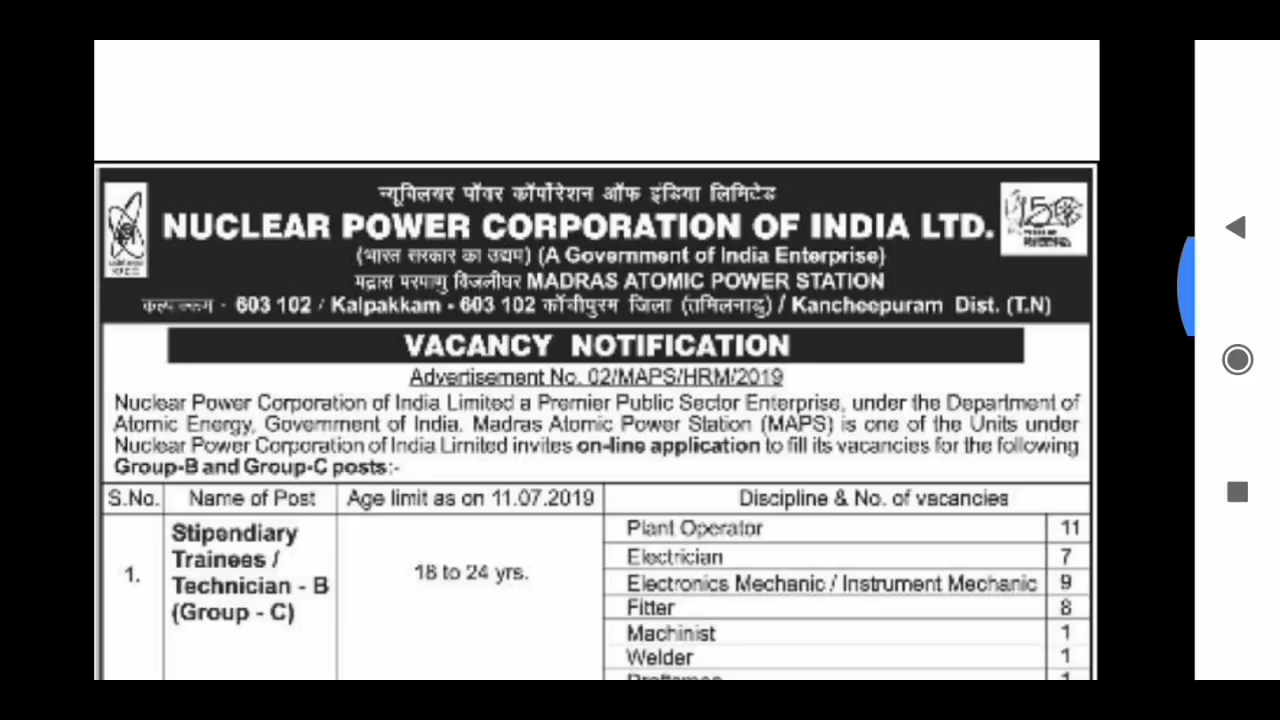 न्यूक्लियर पॉवर कॉर्पोरेशन ऑफ इंडिया लिमिटेड
NUCLEAR POWER CORPORATION OF INDIA LTD.
(भारत सरकार का उद्यम) (A Government of India Enterprise)
मद्रास परमाणु बिजलीघर MADRAS ATOMIC POWER STATION
- 603 102 / Kalpakkam - 603 102 कॉचीपुरम जिला (तमिलनाडु) / Kancheepuram Dist. (T.N)
VACANCY NOTIFICATION
Advertisement No. 02/MAPS/HRM/2019
Nuclear Power Corporation of India Limited a Premier Public Sector Enterprise, under the Department of
Atomic Energy, Government of India. Madras Atomic Power Station (MAPS) is one of the Units under
Nuclear Power Corporation of India Limited invites on-line application to fill its vacancies for the following
Group-B and Group-C posts:-
S.No. Name of Post Age limit as on 11.07.2019 Discipline & No. of vacancies
1. Stipendiary Trainees / Technician - B (Group - C) 18 to 24 yrs.
Plant Operator 11
Electrician 7
Electronics Mechanic / Instrument Mechanic 9
Fitter 8
Machinist 1
Welder 1